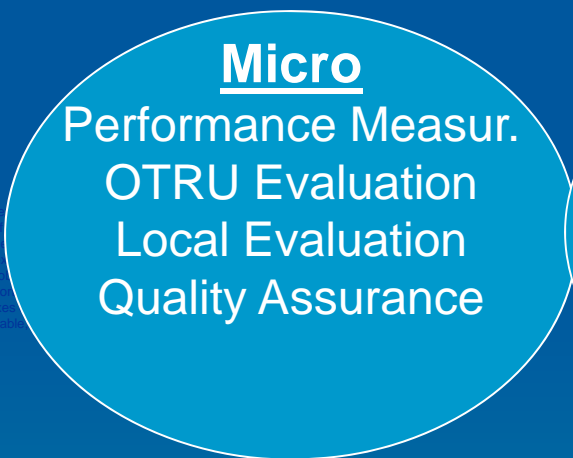 Micro
Performance Measur.
OTRU Evaluation
Local Evaluation
Quality Assurance